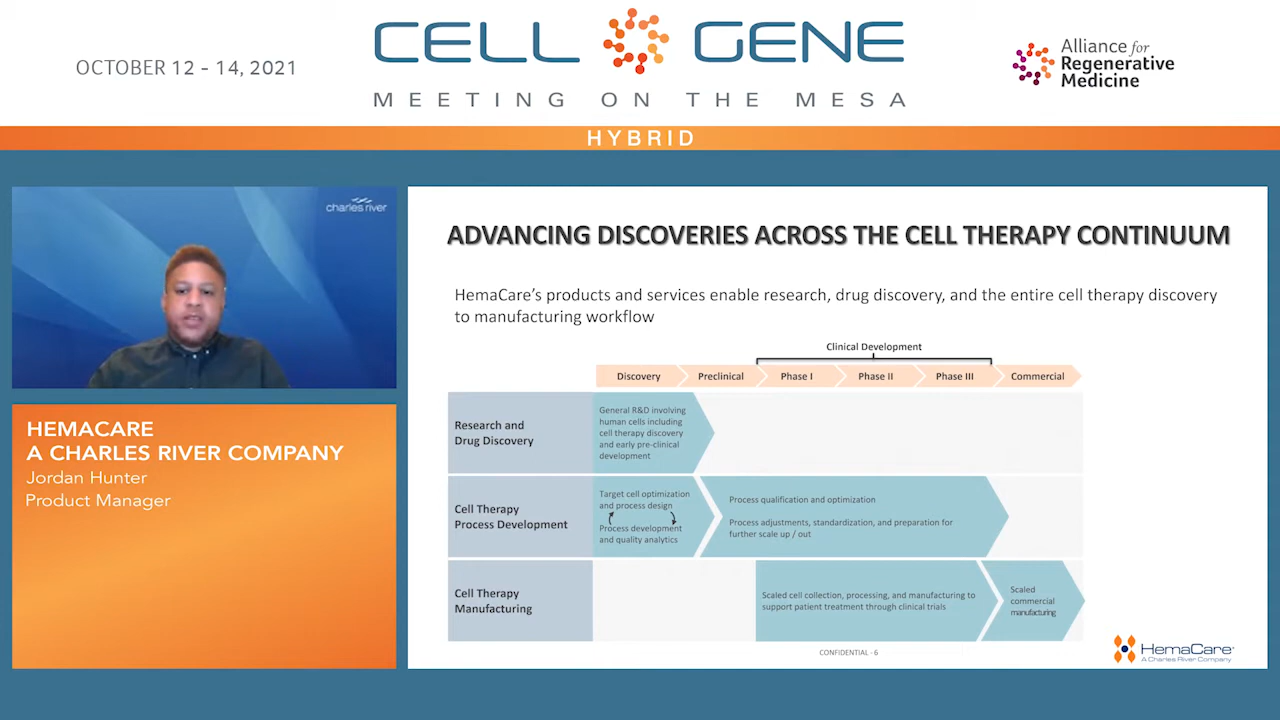 OCTOBER 12 - 14, 2021
CELL GENE
MEETING ON THE MESA
Alliance for
Regenerative
Medicine
HYBRID
charles river
HEMACARE
A CHARLES RIVER COMPANY
Jordan Hunter
Product Manager
ADVANCING DISCOVERIES ACROSS THE CELL THERAPY CONTINUUM
HemaCare's products and services enable research, drug discovery, and the entire cell therapy discovery
to manufacturing workflow
Clinical Development
Discovery
Preclinical
Phase I
Phase II
Phase III
Commercial
Research and
Drug Discovery
General R&D involving
human cells including
cell therapy discovery
and early pre-clinical
development
Cell Therapy
Process Development
Target cell optimization
and process design
Process development
and quality analytics
Process qualification and optimization
Process adjustments, standardization, and preparation for
further scale up / out
Cell Therapy
Manufacturing
Scaled cell collection, processing, and manufacturing to
support patient treatment through clinical trials
Scaled
commercial
manufacturing
CONFIDENTIAL - 6
HemaCare®
A Charles River Company